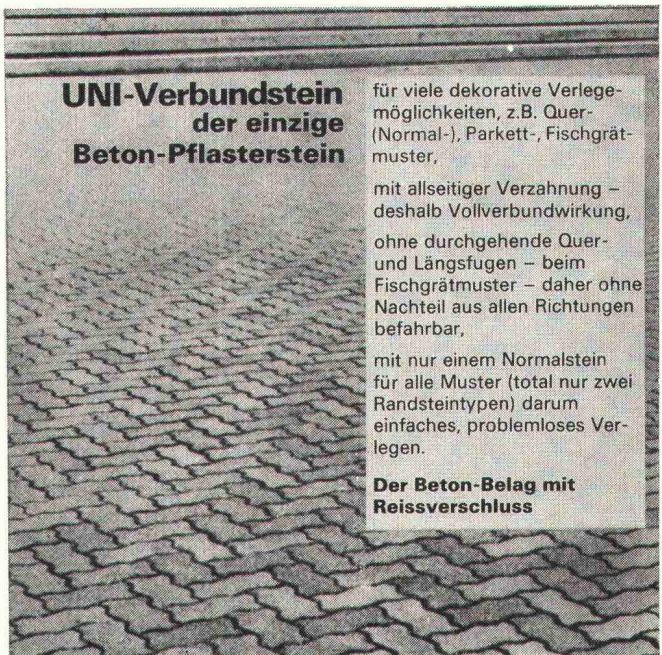 UNI-Verbundstein
der einzige
Beton-Pflasterstein
für viele dekorative Verlege-
möglichkeiten, z.B. Quer-
(Normal-), Parkett-, Fischgrät-
muster,
mit allseitiger Verzahnung –
deshalb Vollverbundwirkung,
ohne durchgehende Quer-
und Längsfugen – beim
Fischgrätmuster – daher ohne
Nachteil aus allen Richtungen
befahrbar,
mit nur einem Normalstein
für alle Muster (total nur zwei
Randsteintypen) darum
einfaches, problemloses Ver-
legen.
Der Beton-Belag mit
Reissverschluss